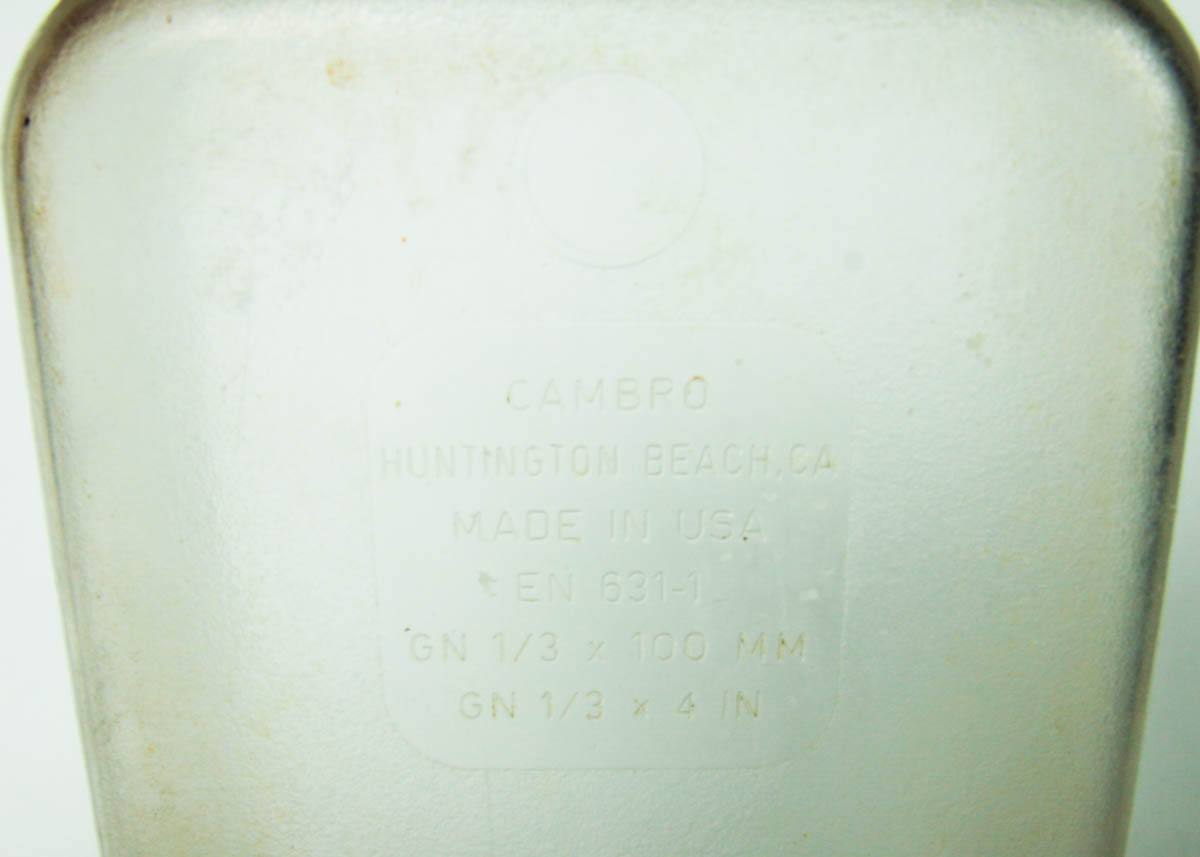 CAMBRO
HUNTINGTON BEACH, CA
MADE IN USA
EN 631-1
GN 1/3 x 100 MM
GN 1/3 x 4 IN